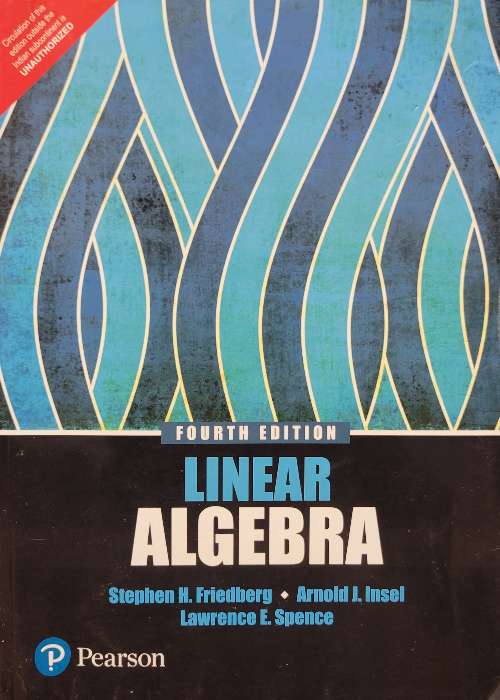 Circulation of this
edition outside the
Indian subcontinent is
UNAUTHORIZED
FOURTH EDITION
LINEAR
ALGEBRA
Stephen H. Friedberg ◆ Arnold J. Insel
Lawrence E. Spence
P Pearson